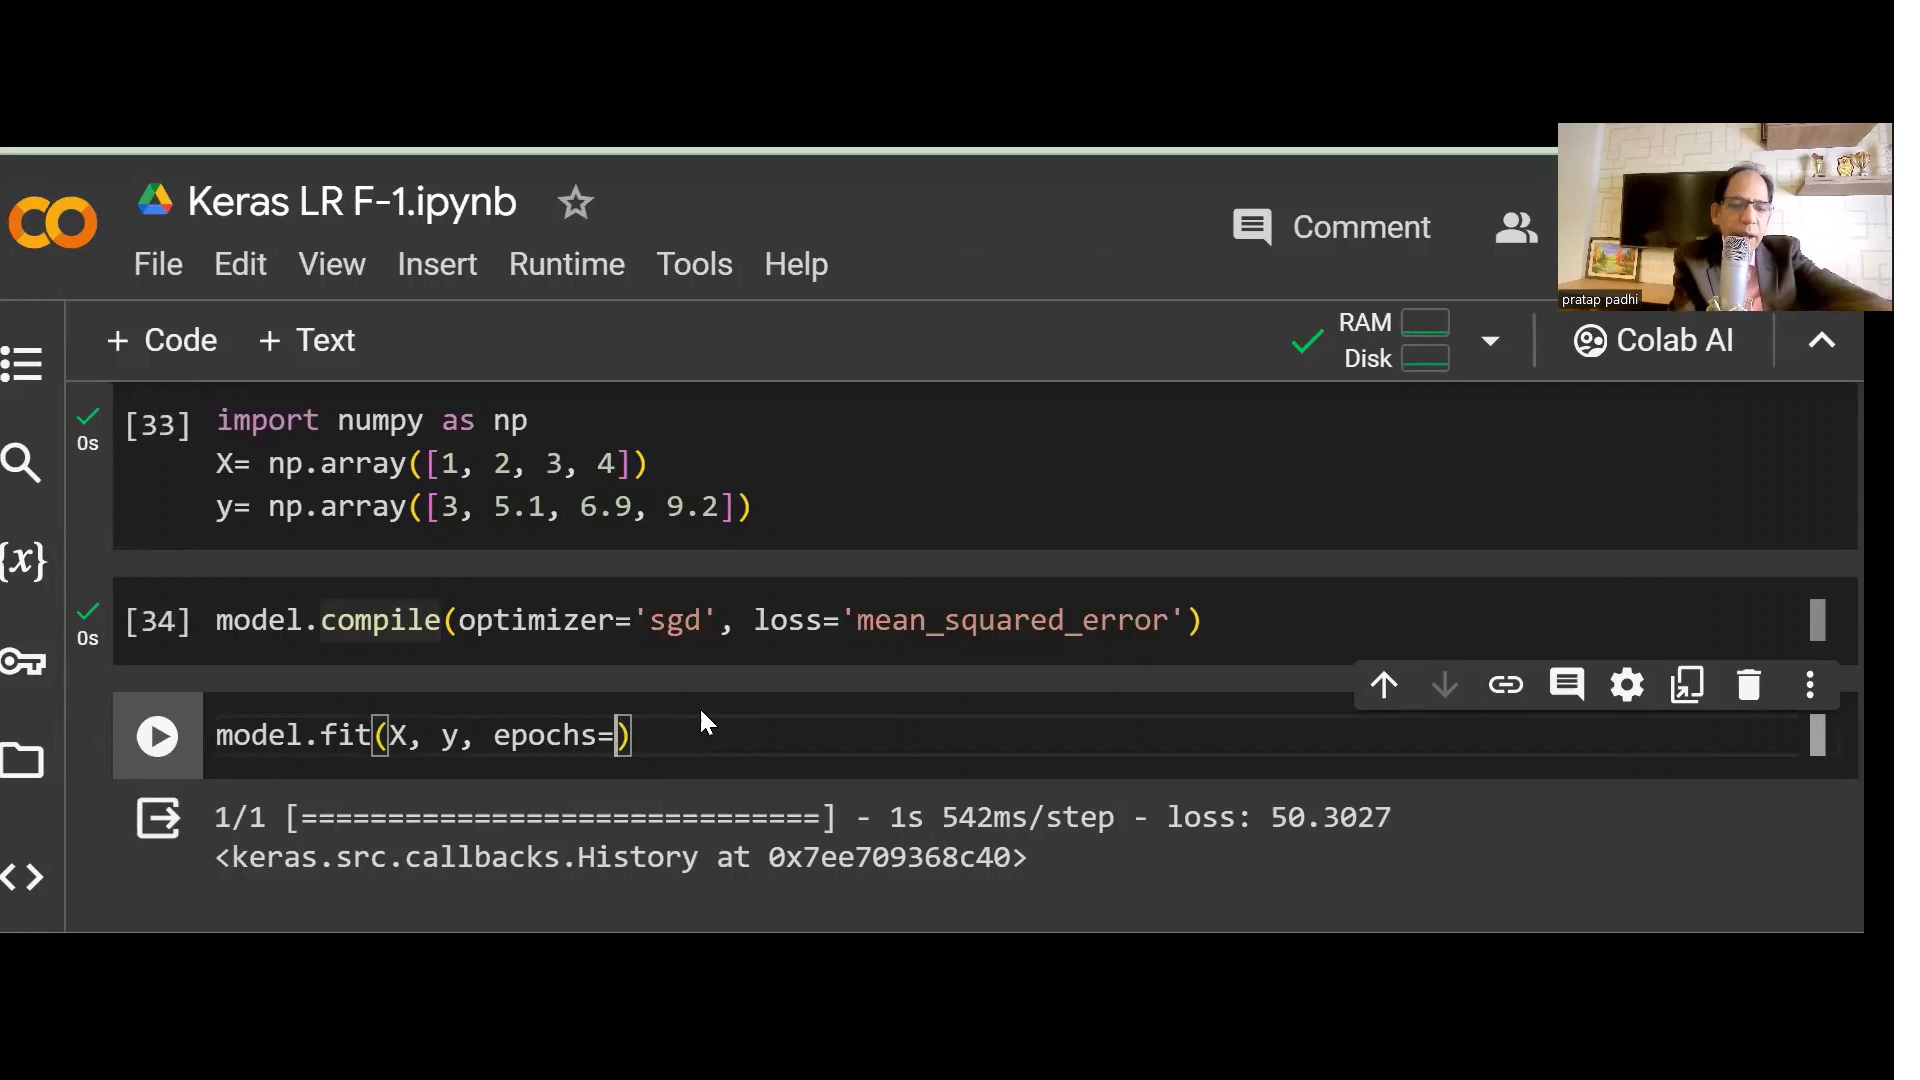 Keras LR F-1.ipynb
File Edit View Insert Runtime Tools Help
Comment
pratap padhi
+ Code + Text
RAM
Disk
Colab AI
[33] import numpy as np
0s
X= np.array([1, 2, 3, 4])
y= np.array([3, 5.1, 6.9, 9.2])
{x}
[34] model.compile(optimizer='sgd', loss='mean_squared_error')
0s
model.fit(X, y, epochs=)
1/1 [==============================] - 1s 542ms/step - loss: 50.3027
<keras.src.callbacks.History at 0x7ee709368c40>